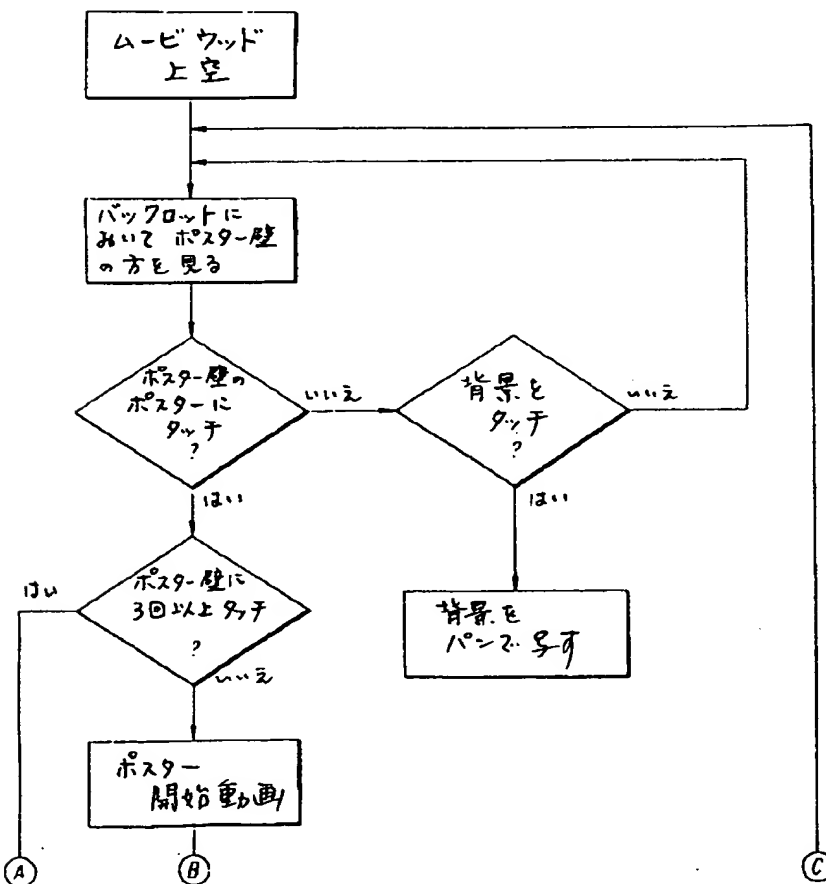 ムービウッド
上空
バックロットに
おいてポスター壁
の方を見る
ポスター壁の
ポスターに
タッチ
?
いいえ
はい
背景を
タッチ
?
いいえ
はい
ポスター壁に
3回以上タッチ
?
はい
いいえ
背景を
パンで写す
ポスター
開始動画
A
B
C